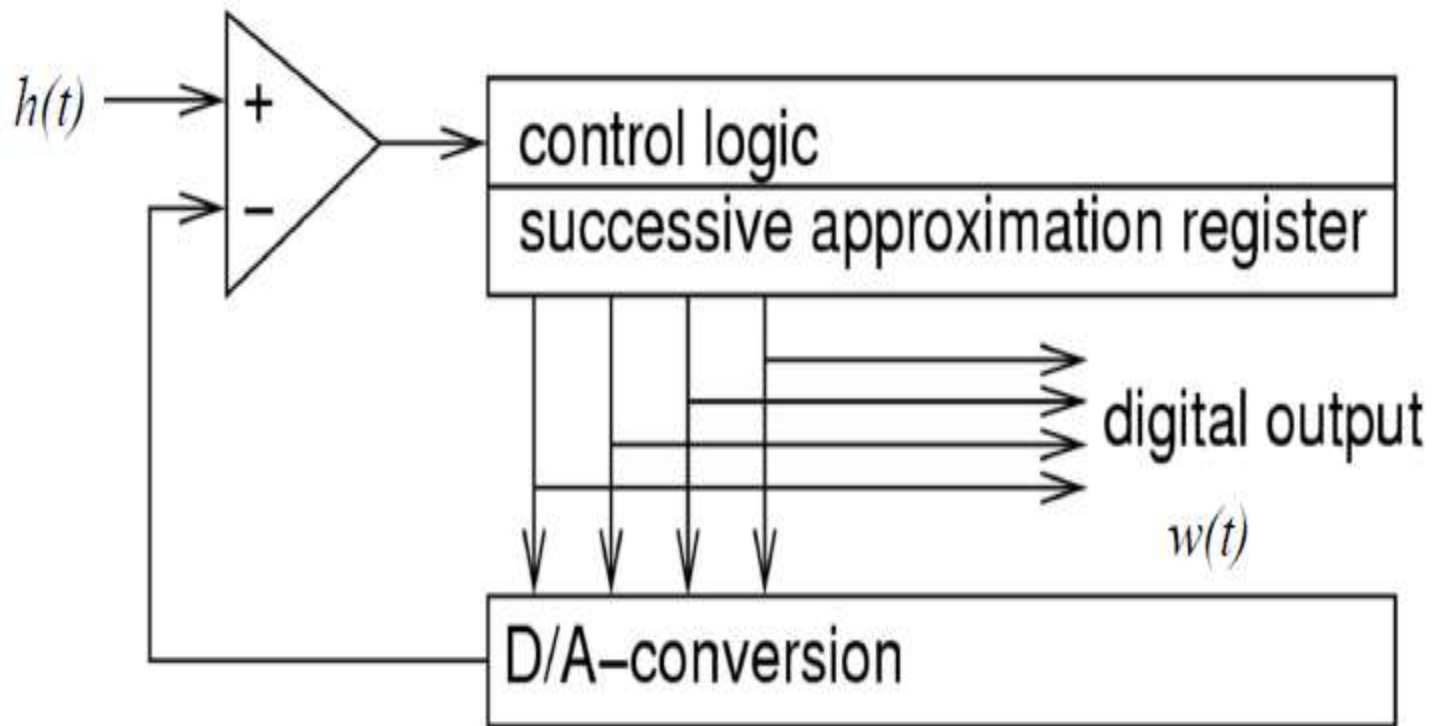 h(t)
+
−
control logic
successive approximation register
digital output
w(t)
D/A−conversion